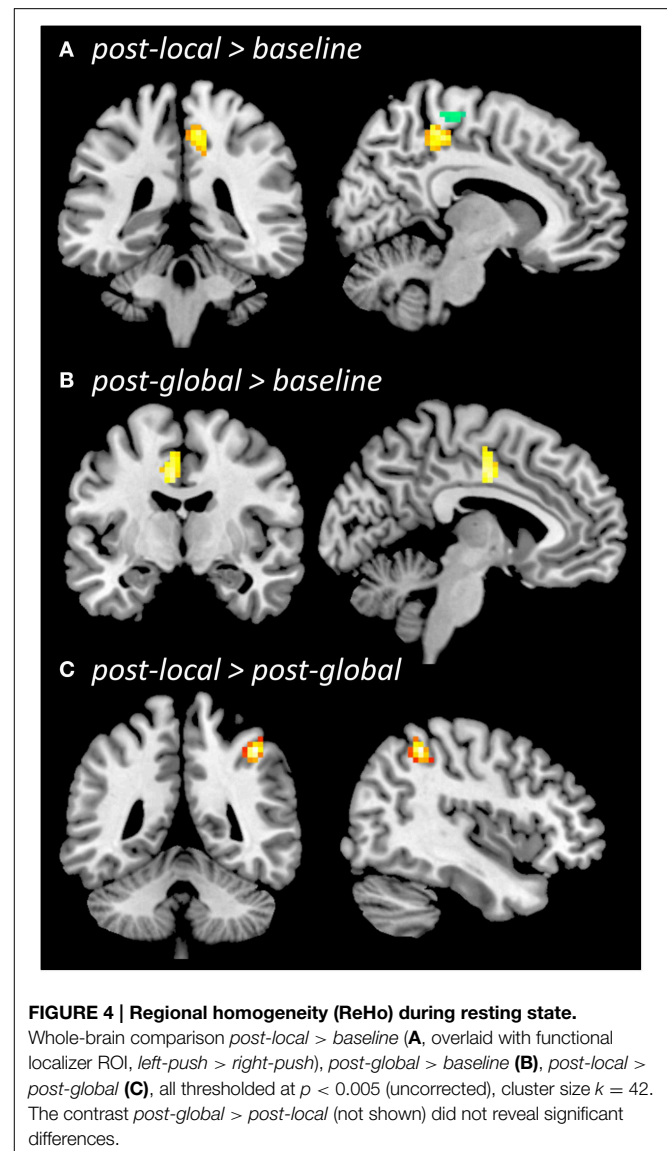 A post-local > baseline
B post-global > baseline
C post-local > post-global
FIGURE 4 | Regional homogeneity (ReHo) during resting state.
Whole-brain comparison post-local > baseline (A, overlaid with functional
localizer ROI, left-push > right-push), post-global > baseline (B), post-local >
post-global (C), all thresholded at p < 0.005 (uncorrected), cluster size k = 42.
The contrast post-global > post-local (not shown) did not reveal significant
differences.